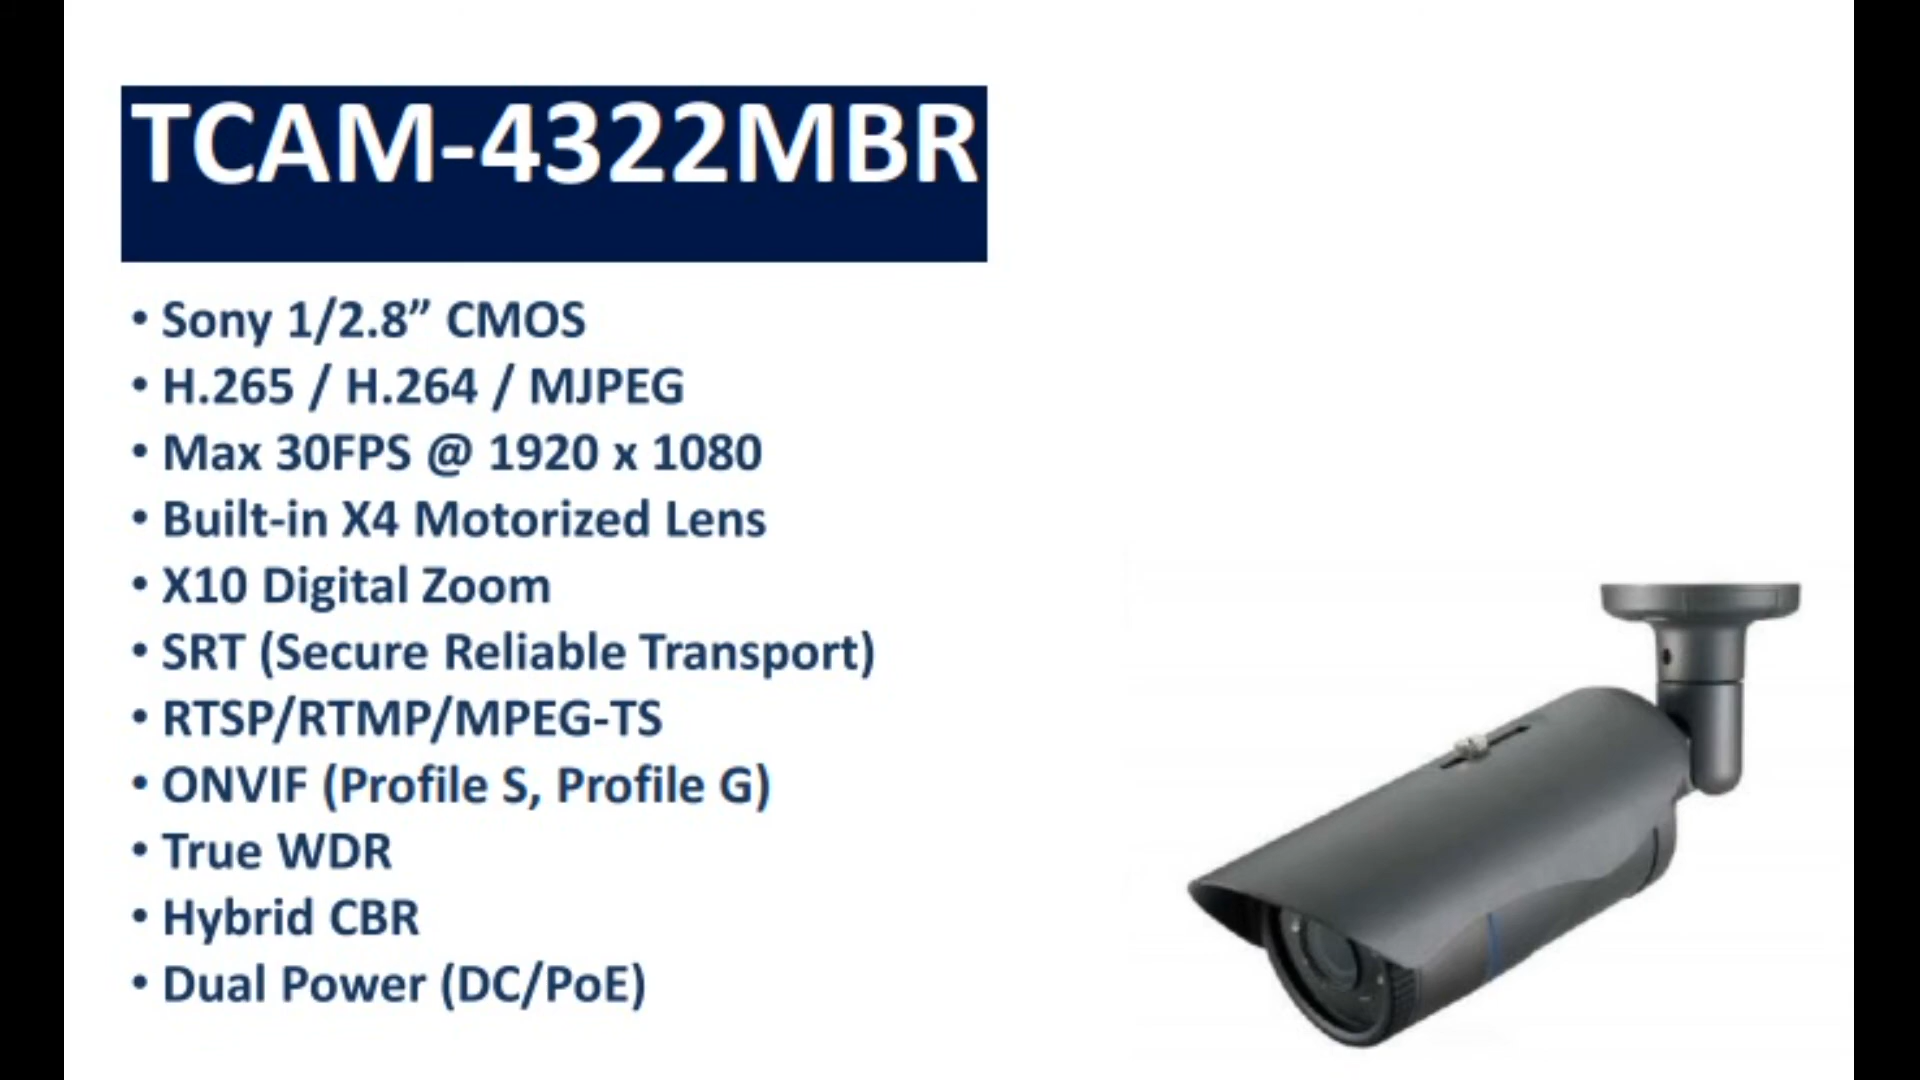 TCAM-4322MBR
• Sony 1/2.8” CMOS
• H.265 / H.264 / MJPEG
• Max 30FPS @ 1920 x 1080
• Built-in X4 Motorized Lens
• X10 Digital Zoom
• SRT (Secure Reliable Transport)
• RTSP/RTMP/MPEG-TS
• ONVIF (Profile S, Profile G)
• True WDR
• Hybrid CBR
• Dual Power (DC/PoE)